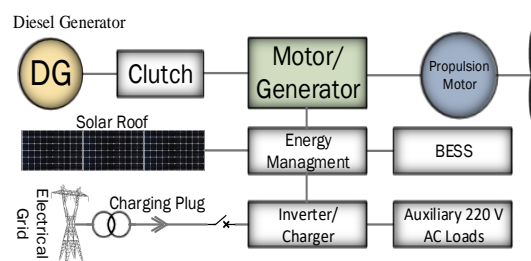 Diesel Generator
DG
Clutch
Motor/
Generator
Propulsion
Motor
Solar Roof
Energy
Managment
BESS
Electrical
Grid
Charging Plug
Inverter/
Charger
Auxiliary 220 V
AC Loads